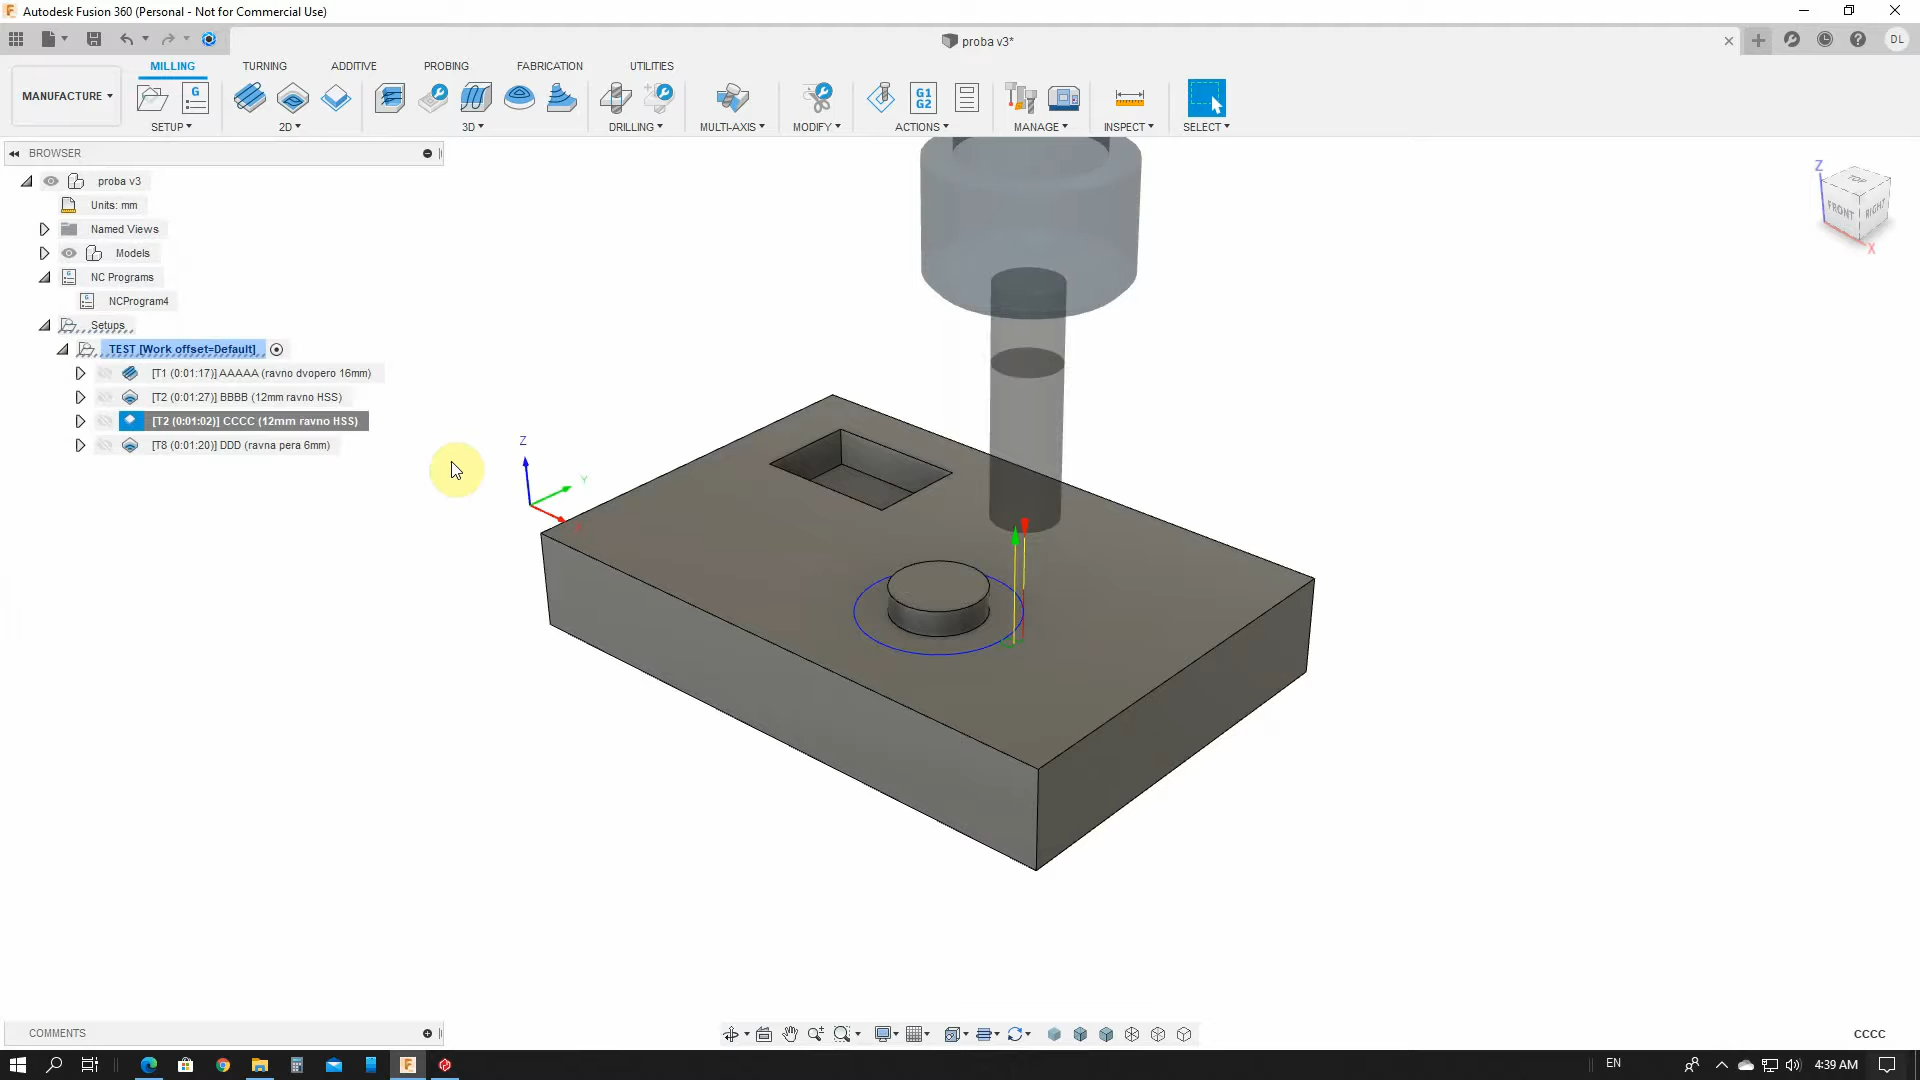 Autodesk Fusion 360 (Personal - Not for Commercial Use)
proba v3*
DL
MANUFACTURE
MILLING
TURNING
ADDITIVE
PROBING
FABRICATION
UTILITIES
G
G1
G2
SETUP
2D
3D
DRILLING
MULTI-AXIS
MODIFY
ACTIONS
MANAGE
INSPECT
SELECT
BROWSER
proba v3
Units: mm
Named Views
Models
NC Programs
NCProgram4
Setups
TEST [Work offset=Default]
[T1 (0:01:17)] AAAAA (ravno dvopero 16mm)
[T2 (0:01:27)] BBBB (12mm ravno HSS)
[T2 (0:01:02)] CCCC (12mm ravno HSS)
[T8 (0:01:20)] DDD (ravna pera 6mm)
Z
Y
X
Z
TOP
FRONT
RIGHT
X
COMMENTS
CCCC
EN
4:39 AM